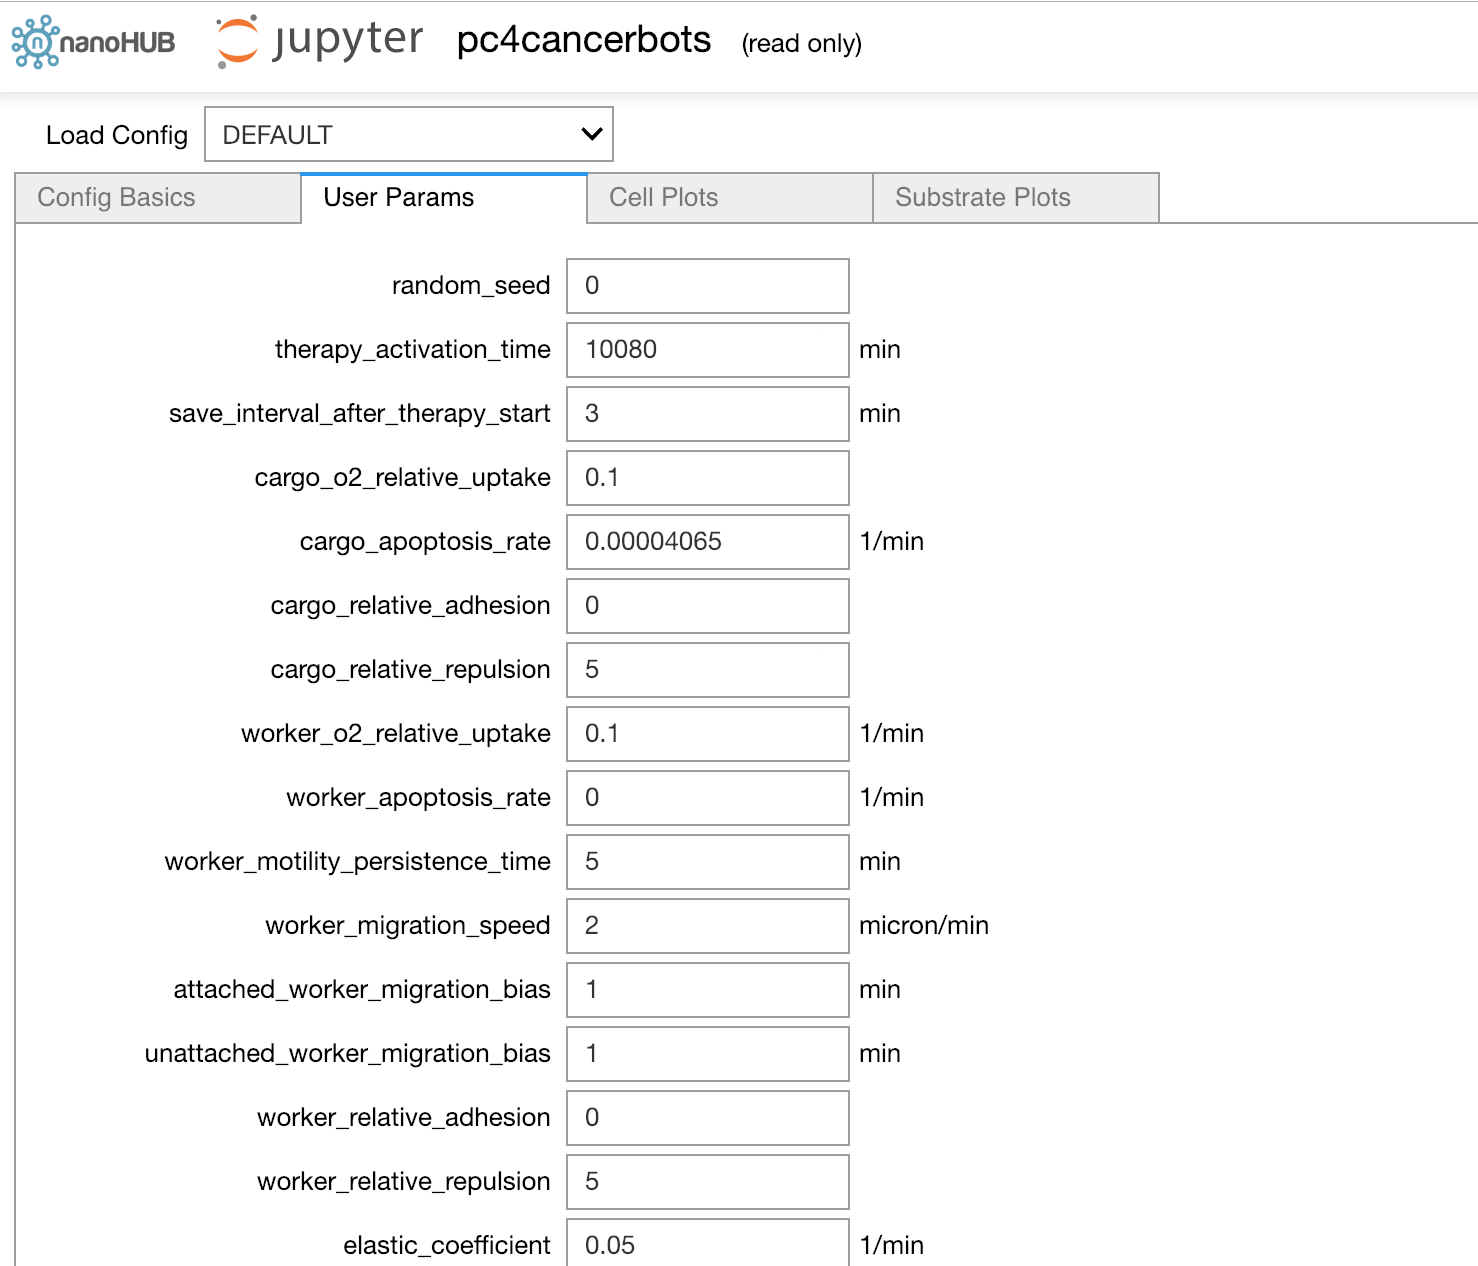 nanoHUB jupyter pc4cancerbots (read only)
Load Config DEFAULT
Config Basics User Params Cell Plots Substrate Plots
random_seed 0
therapy_activation_time 10080 min
save_interval_after_therapy_start 3 min
cargo_o2_relative_uptake 0.1
cargo_apoptosis_rate 0.00004065 1/min
cargo_relative_adhesion 0
cargo_relative_repulsion 5
worker_o2_relative_uptake 0.1 1/min
worker_apoptosis_rate 0 1/min
worker_motility_persistence_time 5 min
worker_migration_speed 2 micron/min
attached_worker_migration_bias 1 min
unattached_worker_migration_bias 1 min
worker_relative_adhesion 0
worker_relative_repulsion 5
elastic_coefficient 0.05 1/min